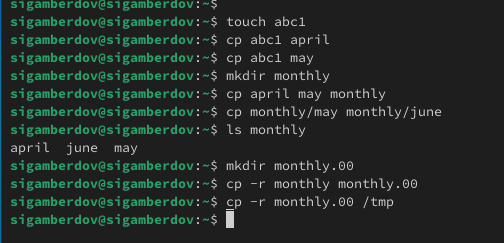 sigamberdov@sigamberdov:~$
sigamberdov@sigamberdov:~$ touch abc1
sigamberdov@sigamberdov:~$ cp abc1 april
sigamberdov@sigamberdov:~$ cp abc1 may
sigamberdov@sigamberdov:~$ mkdir monthly
sigamberdov@sigamberdov:~$ cp april may monthly
sigamberdov@sigamberdov:~$ cp monthly/may monthly/june
sigamberdov@sigamberdov:~$ ls monthly
april  june  may
sigamberdov@sigamberdov:~$ mkdir monthly.00
sigamberdov@sigamberdov:~$ cp -r monthly monthly.00
sigamberdov@sigamberdov:~$ cp -r monthly.00 /tmp
sigamberdov@sigamberdov:~$